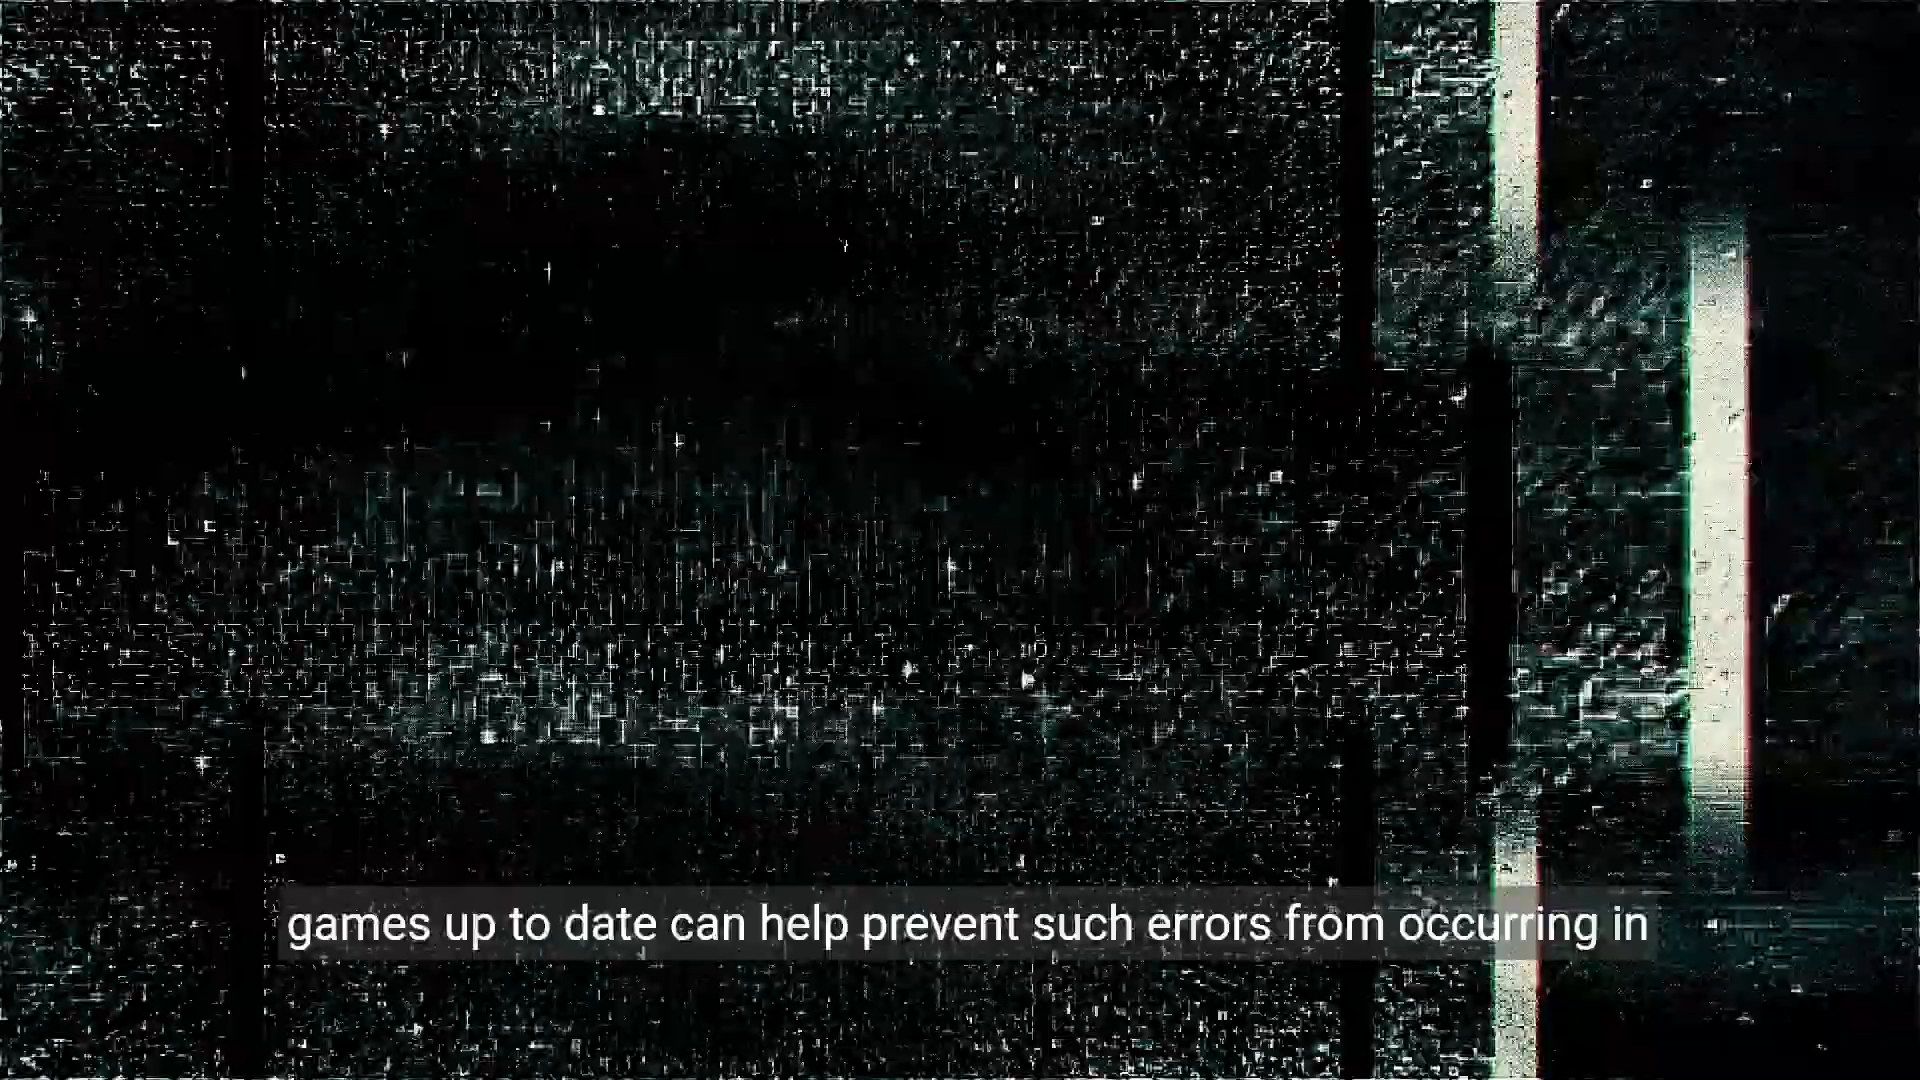 games up to date can help prevent such errors from occurring in